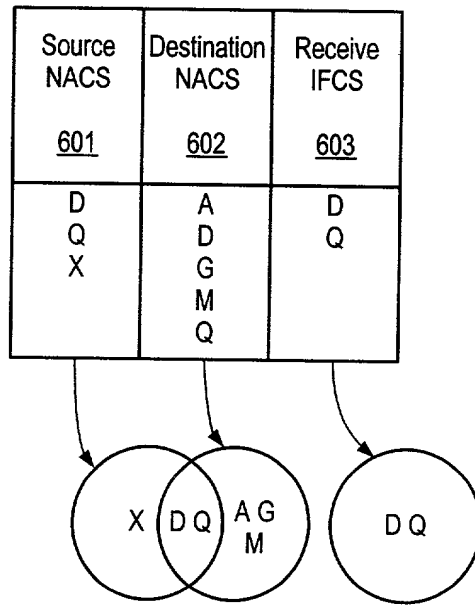 Source Destination Receive
NACS NACS IFCS
601 602 603
D A D
Q D Q
X G
M
Q
X D Q A G D Q
M